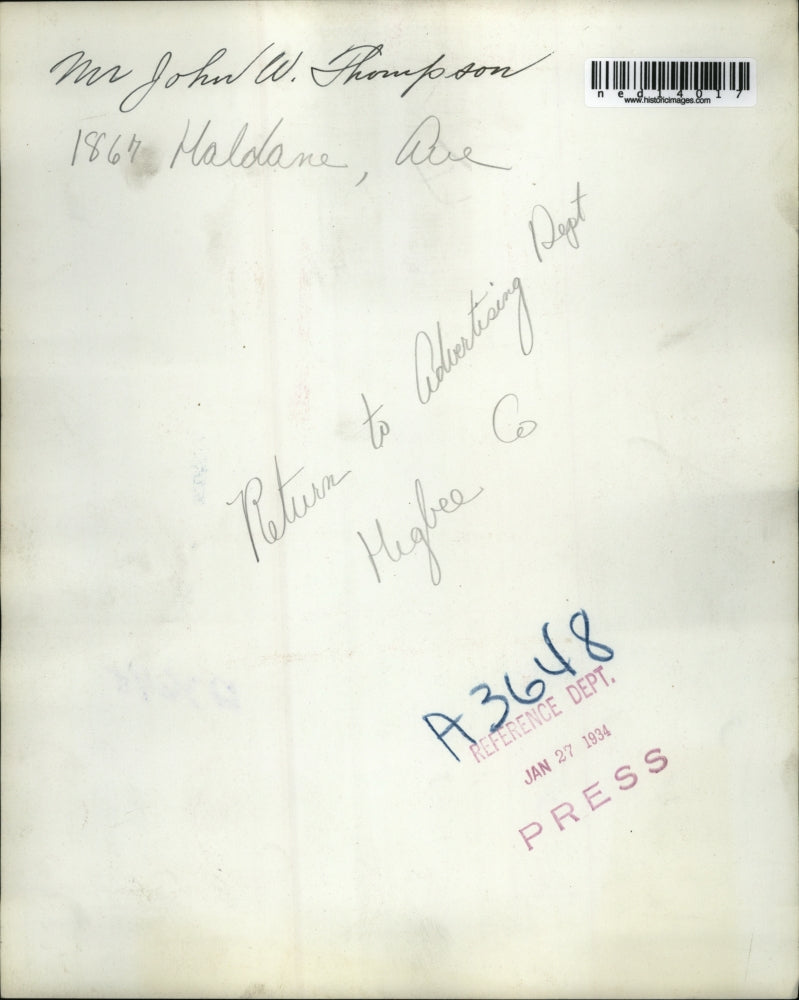 Mr John W. Thompson
ned14017
www.historicimages.com
1867 Haldane, Ave
Return to Advertising Dept
Higbee Co
A3648
REFERENCE DEPT.
JAN 27 1934
PRESS